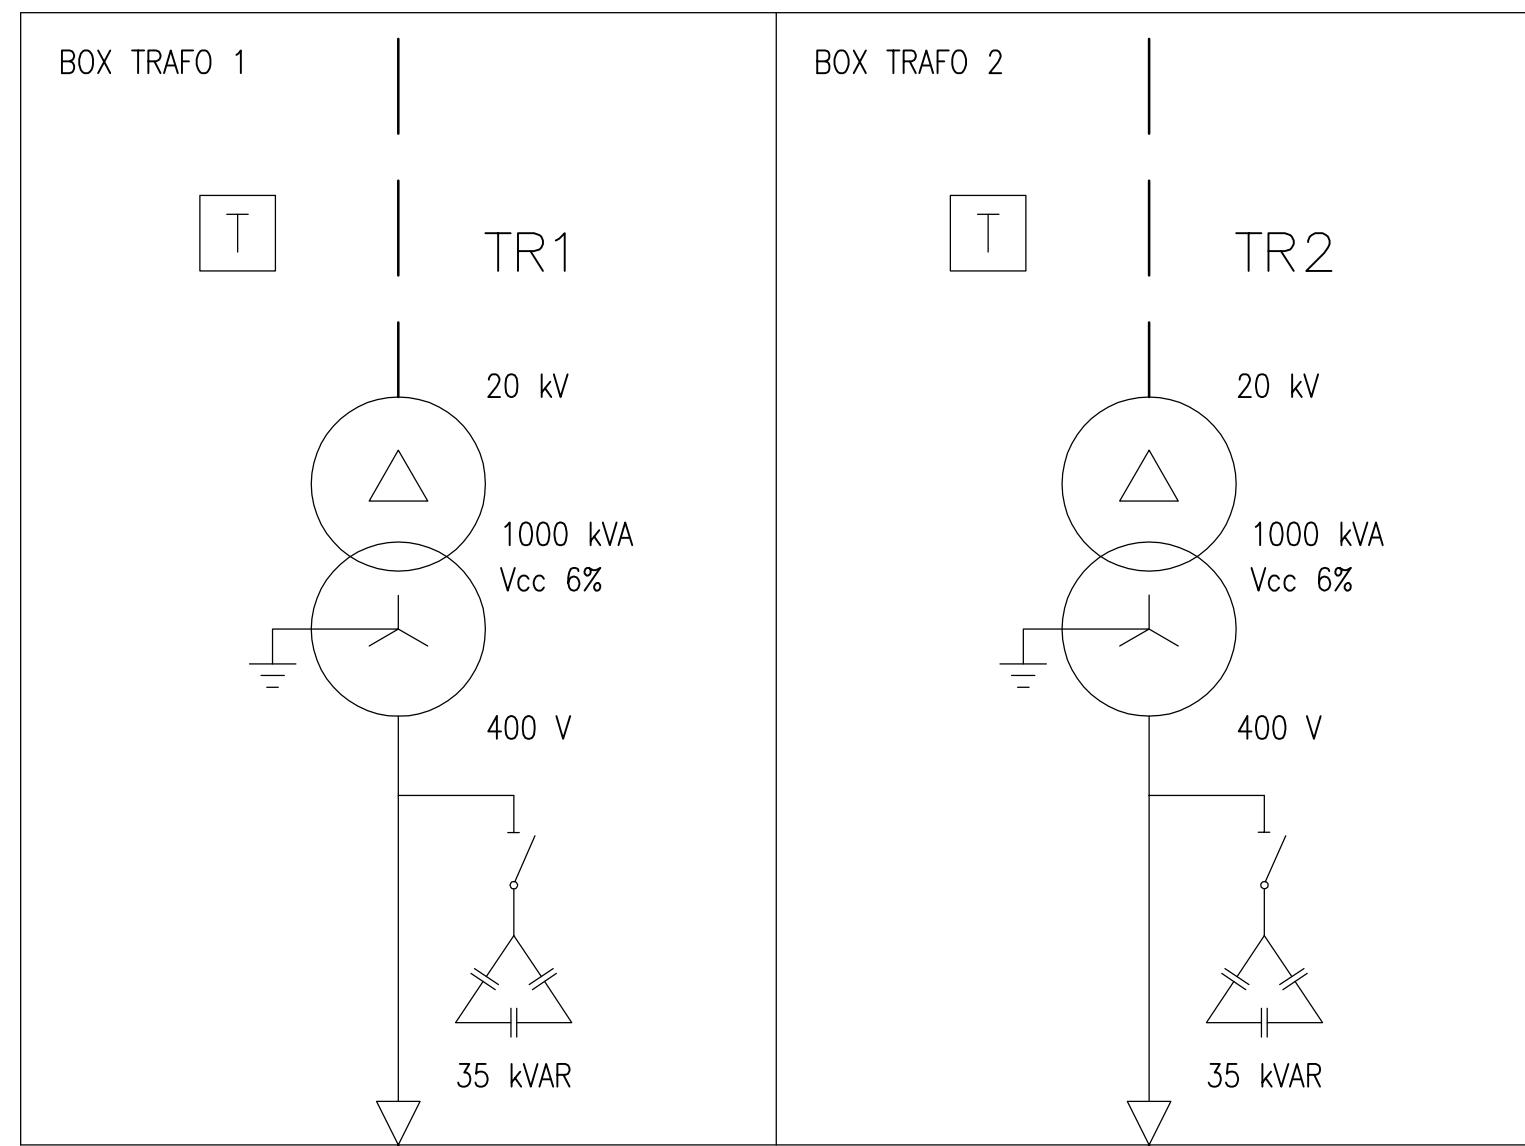 BOX TRAFO 1
T
TR1
20 kV
1000 kVA
Vcc 6%
400 V
35 kVAR
BOX TRAFO 2
T
TR2
20 kV
1000 kVA
Vcc 6%
400 V
35 kVAR